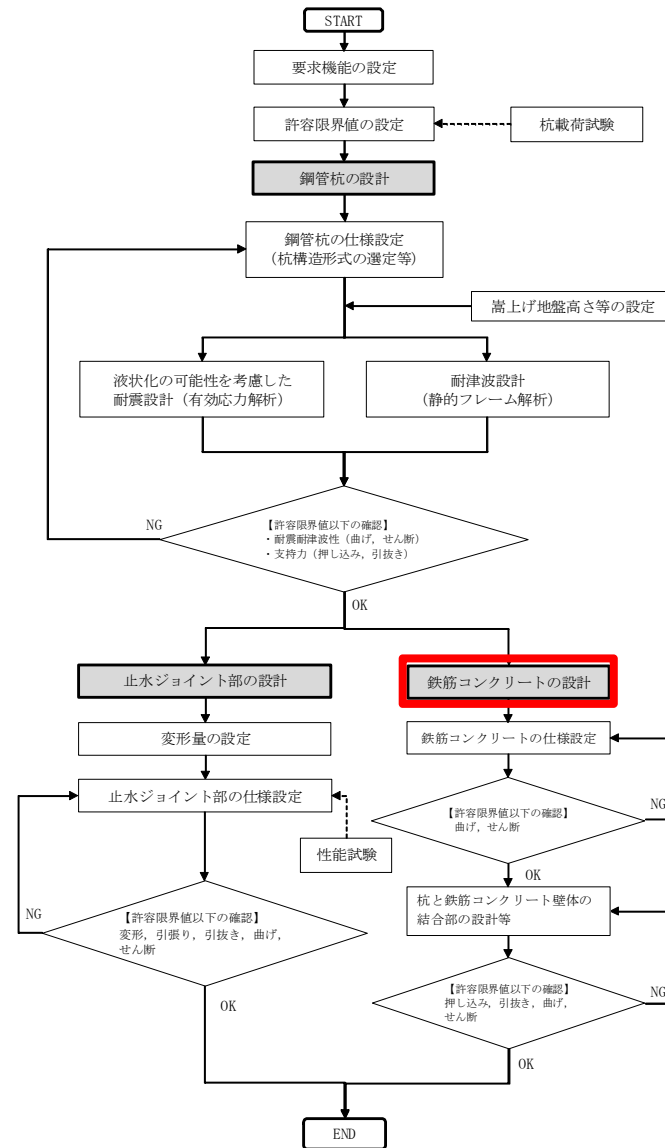 START
要求機能の設定
許容限界値の設定
杭載荷試験
鋼管杭の設計
鋼管杭の仕様設定
（杭構造形式の選定等）
嵩上げ地盤高さ等の設定
液状化の可能性を考慮した
耐震設計（有効応力解析）
耐津波設計
（静的フレーム解析）
NG
【許容限界値以下の確認】
・耐震耐津波性（曲げ，せん断）
・支持力（押し込み，引抜き）
OK
止水ジョイント部の設計
変形量の設定
止水ジョイント部の仕様設定
性能試験
NG
【許容限界値以下の確認】
変形，引張り，引抜き，曲げ，
せん断
OK
鉄筋コンクリートの設計
鉄筋コンクリートの仕様設定
【許容限界値以下の確認】
曲げ，せん断
NG
OK
杭と鉄筋コンクリート壁体の
結合部の設計等
【許容限界値以下の確認】
押し込み，引抜き，曲げ，
せん断
NG
OK
END